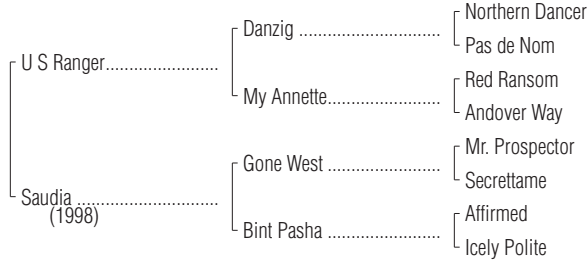 Northern Dancer
Danzig ................................
Pas de Nom
U S Ranger.........................
Red Ransom
My Annette..........................
Andover Way
Mr. Prospector
Gone West .........................
Secrettame
Saudia ................................
(1998)
Affirmed
Bint Pasha .........................
Icely Polite